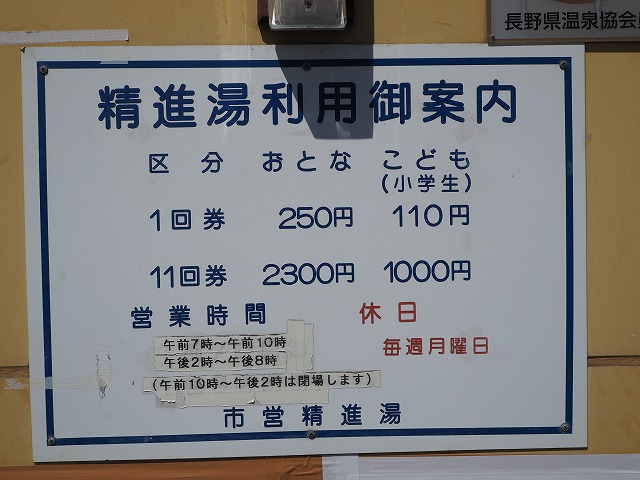 長野県温泉協会
精進湯利用御案内
区分 おとな こども
(小学生)
1回券 250円 110円
11回券 2300円 1000円
営業時間 休日
午前7時～午前10時
毎週月曜日
午後2時～午後8時
(午前10時～午後2時は閉場します)
市営精進湯